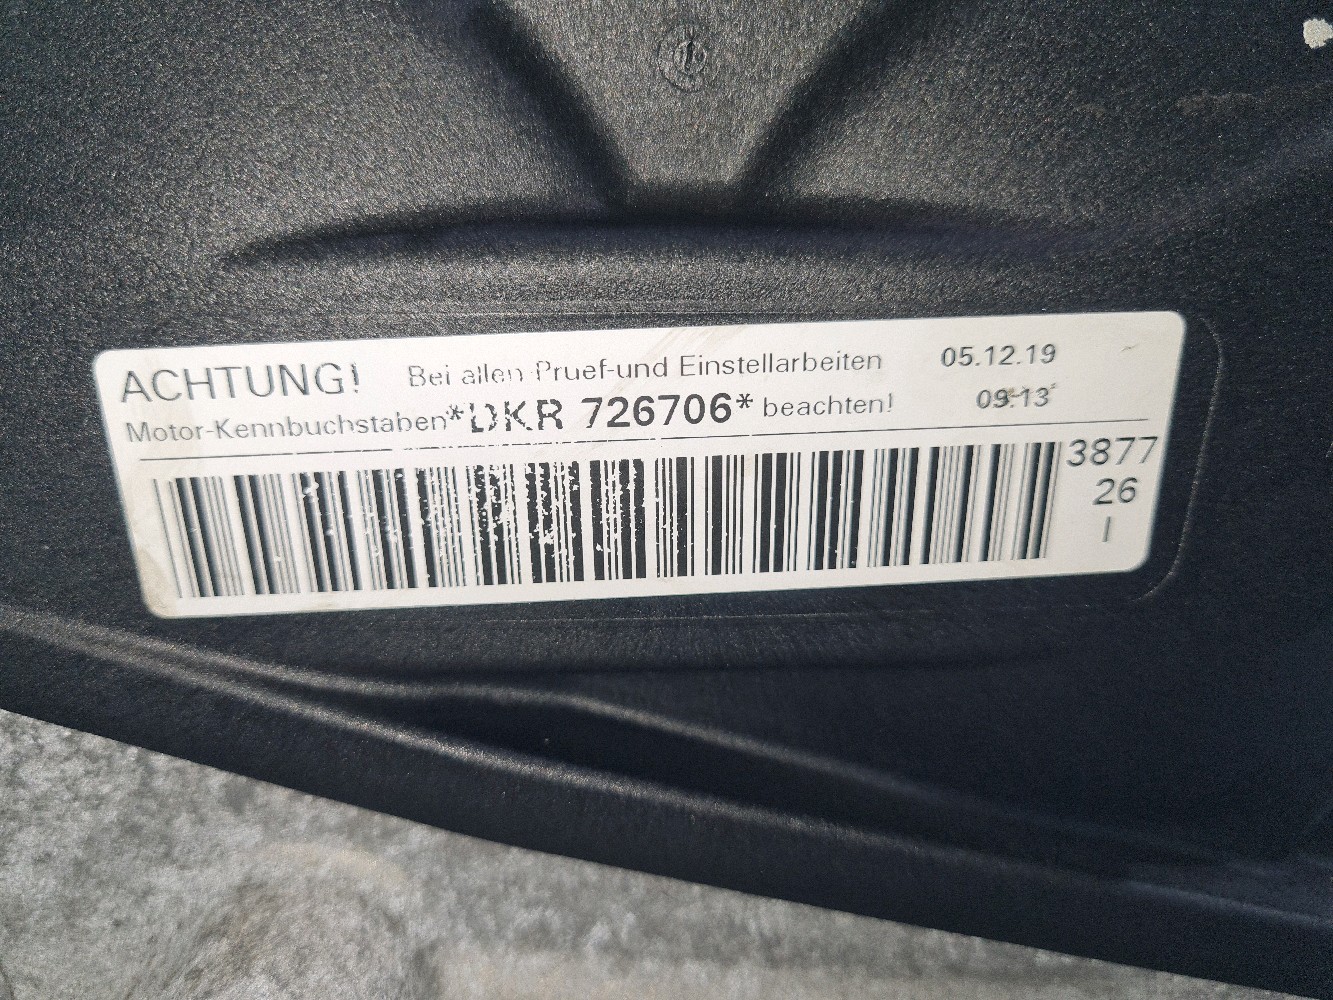 ACHTUNG! Bei allen Pruef-und Einstellarbeiten 05.12.19
Motor-Kennbuchstaben*DKR 726706* beachten! 09:13
3877
26
I